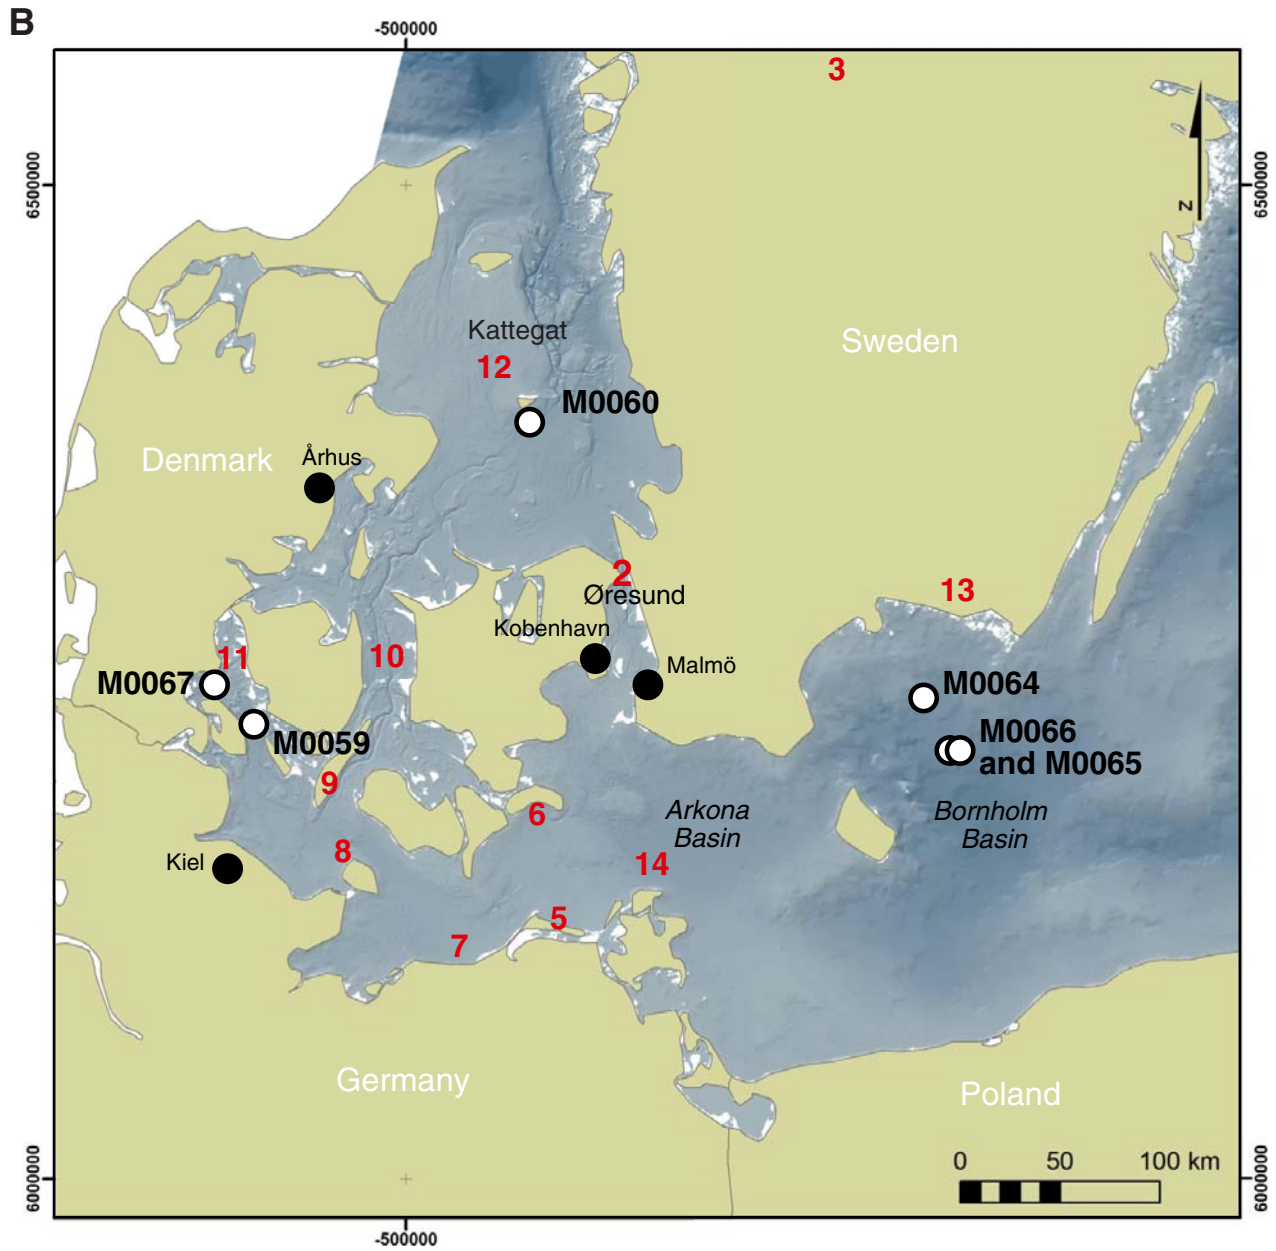 B
-500000
3
6500000
6500000
N
Kattegat
12
M0060
Sweden
Denmark
Århus
2
Øresund
13
Kobenhavn
11
10
Malmö
M0067
M0064
M0059
M0066
and M0065
9
6
Arkona
Basin
Bornholm
Basin
8
14
Kiel
5
7
Germany
Poland
0 50 100 km
6000000
6000000
-500000